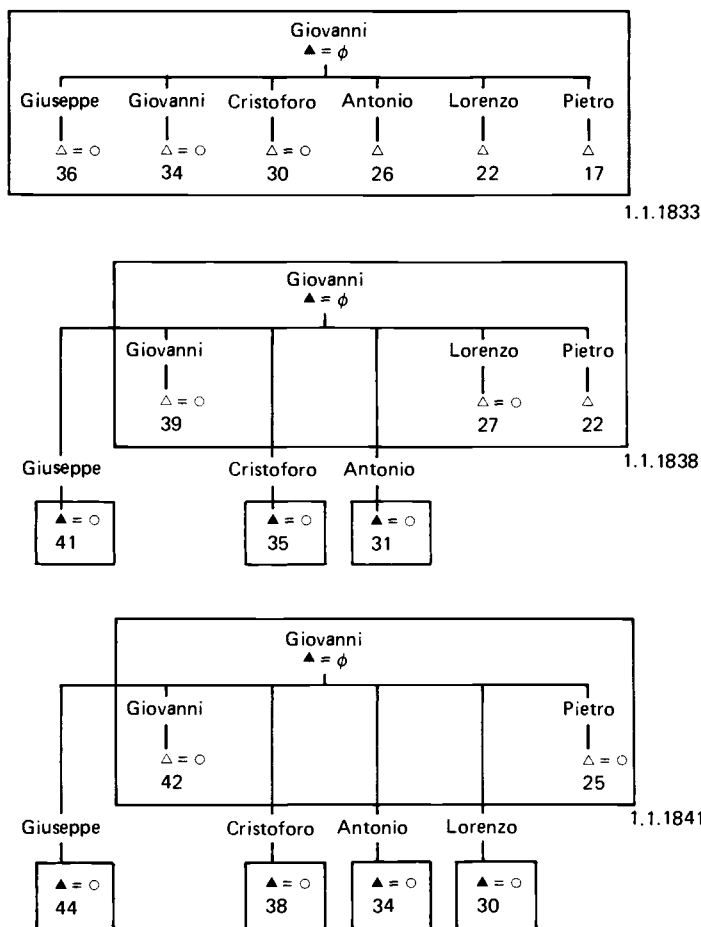 Giovanni
▲ = ϕ
Giuseppe Giovanni Cristoforo Antonio Lorenzo Pietro
△ = ○ △ = ○ △ = ○ △ △ △
36 34 30 26 22 17
1.1.1833
Giovanni
▲ = ϕ
Giovanni Lorenzo Pietro
△ = ○ △ = ○ △
39 27 22
1.1.1838
Giuseppe Cristoforo Antonio
▲ = ○ ▲ = ○ ▲ = ○
41 35 31
Giovanni
▲ = ϕ
Giovanni Pietro
△ = ○ △ = ○
42 25
1.1.1841
Giuseppe Cristoforo Antonio Lorenzo
▲ = ○ ▲ = ○ ▲ = ○ ▲ = ○
44 38 34 30